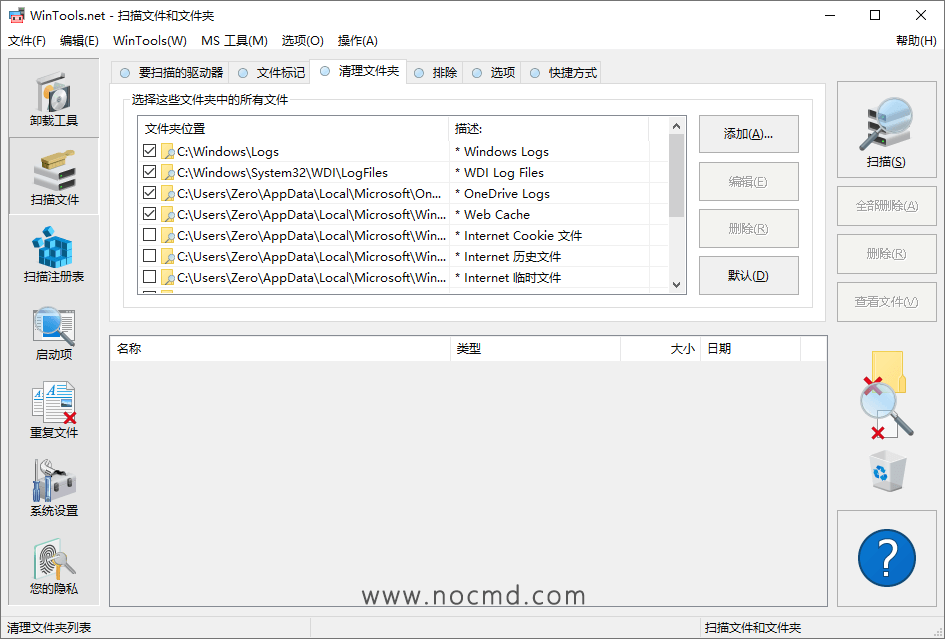 WinTools.net - 扫描文件和文件夹
文件(F) 编辑(E) WinTools(W) MS 工具(M) 选项(O) 操作(A) 帮助(H)
卸载工具
扫描文件
扫描注册表
启动项
重复文件
系统设置
您的隐私
要扫描的驱动器 文件标记 清理文件夹 排除 选项 快捷方式
选择这些文件夹中的所有文件
文件夹位置 描述:
C:\Windows\Logs * Windows Logs
C:\Windows\System32\WDI\LogFiles * WDI Log Files
C:\Users\Zero\AppData\Local\Microsoft\On... * OneDrive Logs
C:\Users\Zero\AppData\Local\Microsoft\Win... * Web Cache
C:\Users\Zero\AppData\Local\Microsoft\Win... * Internet Cookie 文件
C:\Users\Zero\AppData\Local\Microsoft\Win... * Internet 历史文件
C:\Users\Zero\AppData\Local\Microsoft\Win... * Internet 临时文件
添加(A)...
编辑(E)
删除(R)
默认(D)
名称 类型 大小 日期
扫描(S)
全部删除(A)
删除(R)
查看文件(V)
?
www.nocmd.com
清理文件夹列表 扫描文件和文件夹